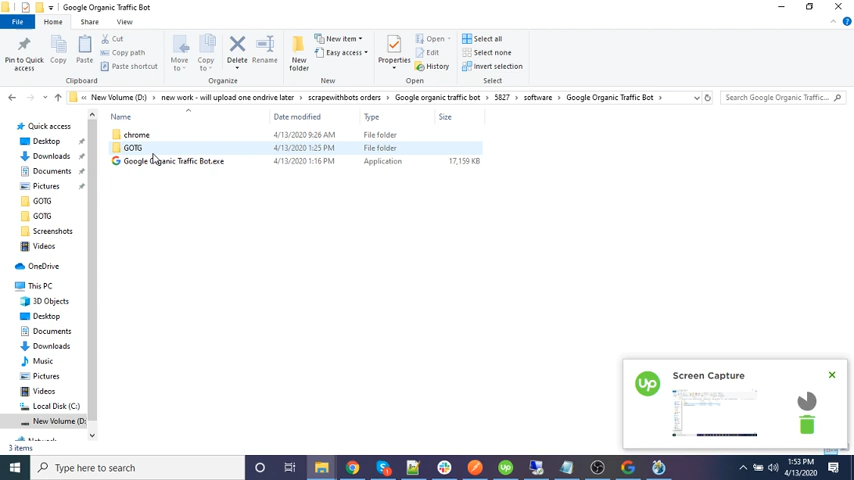 Google Organic Traffic Bot
File Home Share View
Pin to Quick access
Copy
Paste
Cut
Copy path
Paste shortcut
Clipboard
Move to
Copy to
Delete
Rename
Organize
New folder
New item
Easy access
New
Properties
Open
Edit
History
Open
Select all
Select none
Invert selection
Select
« New Volume (D:) › new work - will upload one ondrive later › scrapewithbots orders › Google organic traffic bot › 5827 › software › Google Organic Traffic Bot ›
Search Google Organic Traffic...
Name Date modified Type Size
chrome 4/13/2020 9:26 AM File folder
GOTG 4/13/2020 1:25 PM File folder
Google Organic Traffic Bot.exe 4/13/2020 1:16 PM Application 17,159 KB
Quick access
Desktop
Downloads
Documents
Pictures
GOTG
GOTG
Screenshots
Videos
OneDrive
This PC
3D Objects
Desktop
Documents
Downloads
Music
Pictures
Videos
Local Disk (C:)
New Volume (D:
Network
3 items
Up
Screen Capture
Type here to search
1:53 PM
4/13/2020